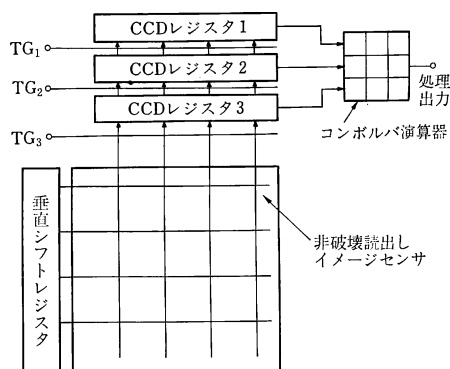 CCDレジスタ1
TG₁
CCDレジスタ2
TG₂
CCDレジスタ3
TG₃
処理
出力
コンボルバ演算器
垂直シフトレジスタ
非破壊読出し
イメージセンサ